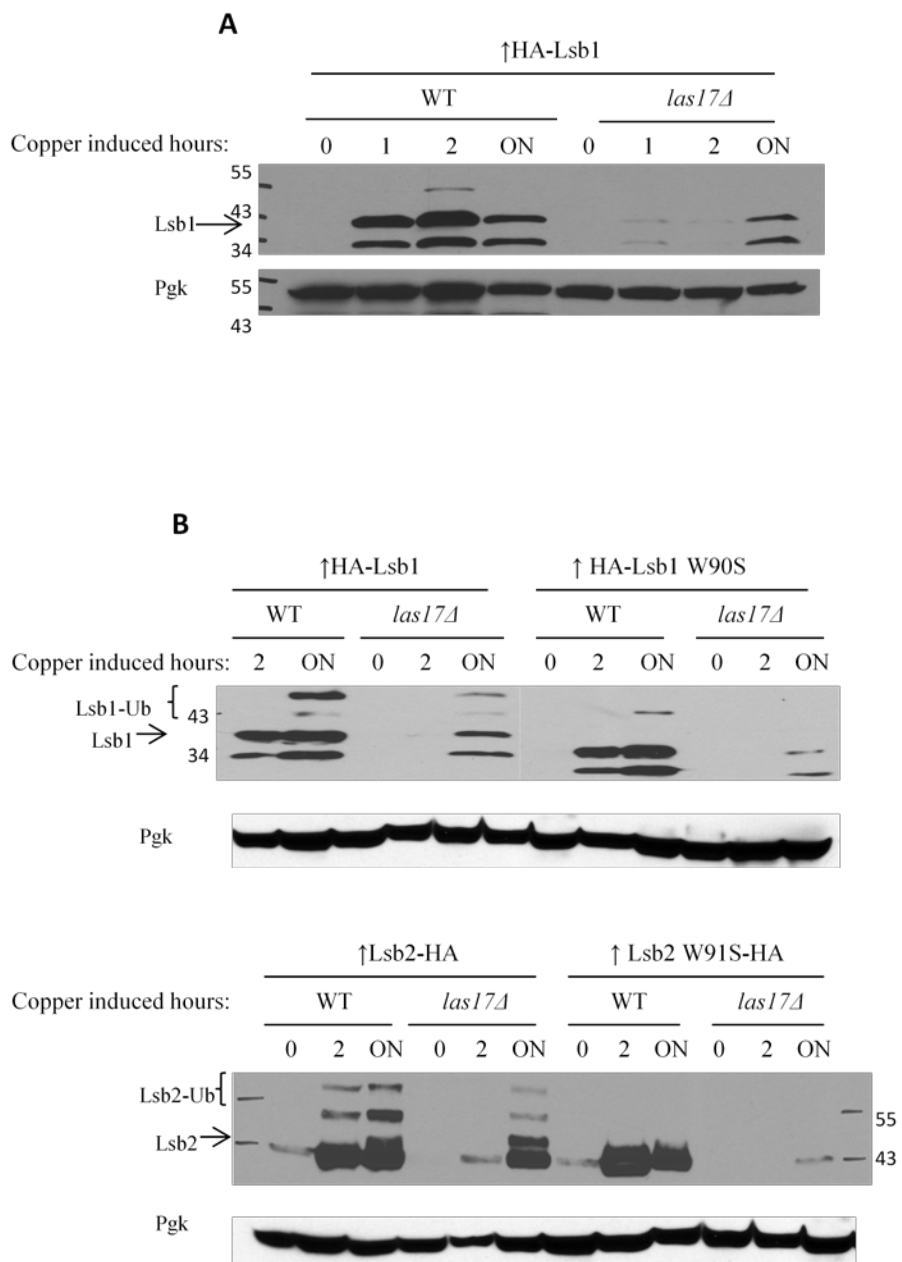 A
↑HA-Lsb1
WT las17Δ
Copper induced hours: 0 1 2 ON 0 1 2 ON
55
43
Lsb1
34
Pgk 55
43
B
↑HA-Lsb1 ↑ HA-Lsb1 W90S
WT las17Δ WT las17Δ
Copper induced hours: 2 ON 0 2 ON 0 2 ON 0 2 ON
Lsb1-Ub 43
Lsb1
34
Pgk
↑Lsb2-HA ↑ Lsb2 W91S-HA
Copper induced hours: WT las17Δ WT las17Δ
0 2 ON 0 2 ON 0 2 ON 0 2 ON
Lsb2-Ub
55
Lsb2
43
Pgk